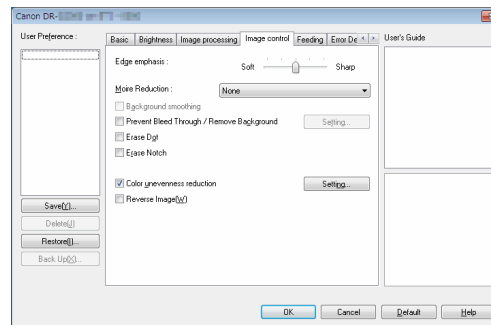 Canon DR-
User Preference :
Basic Brightness Image processing Image control Feeding Error De
User's Guide
Edge emphasis :
Soft Sharp
Moire Reduction :
None
Background smoothing
Prevent Bleed Through / Remove Background
Setting...
Erase Dot
Erase Notch
Color unevenness reduction
Setting...
Reverse Image(W)
Save(Y)...
Delete(J)
Restore(I)...
Back Up(X)...
OK Cancel Default Help